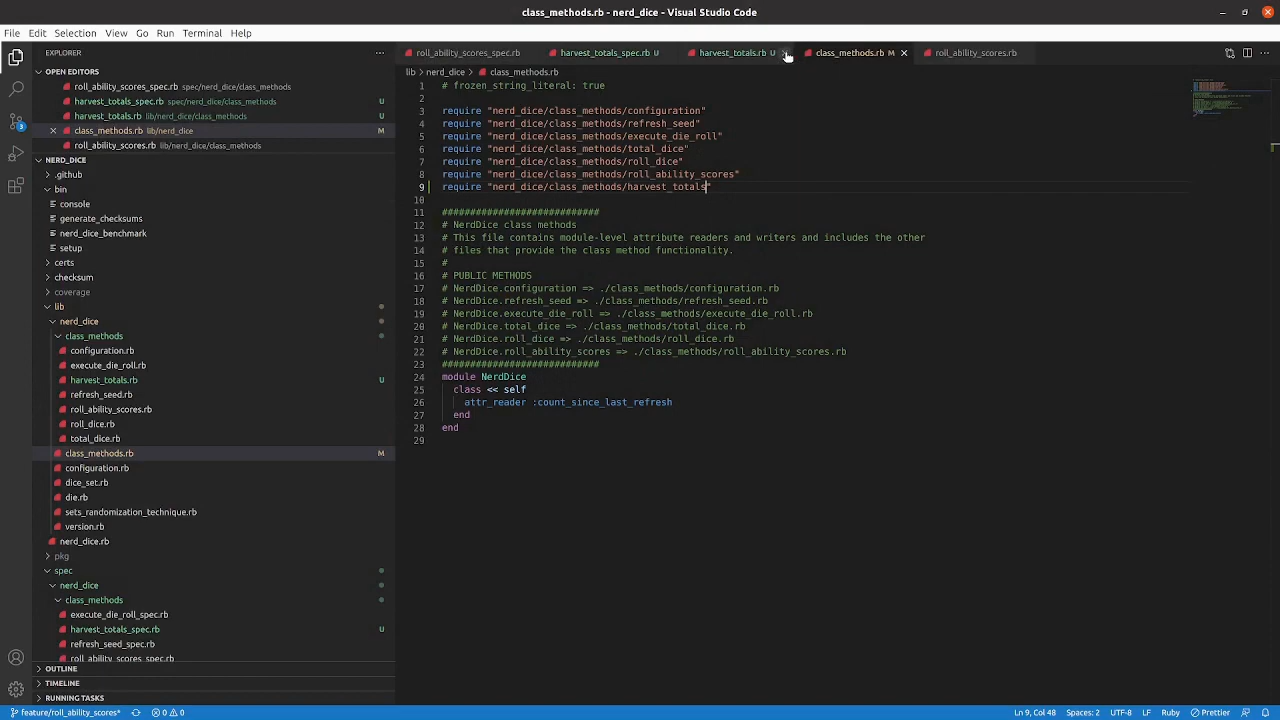 class_methods.rb - nerd_dice - Visual Studio Code
File Edit Selection View Go Run Terminal Help
EXPLORER
OPEN EDITORS
roll_ability_scores_spec.rb spec/nerd_dice/class_methods
harvest_totals_spec.rb spec/nerd_dice/class_methods U
harvest_totals.rb lib/nerd_dice/class_methods U
class_methods.rb lib/nerd_dice M
roll_ability_scores.rb lib/nerd_dice/class_methods
NERD_DICE
.github
bin
console
generate_checksums
nerd_dice_benchmark
setup
certs
checksum
coverage
lib
nerd_dice
class_methods
configuration.rb
execute_die_roll.rb
harvest_totals.rb U
refresh_seed.rb
roll_ability_scores.rb
roll_dice.rb
total_dice.rb
class_methods.rb M
configuration.rb
dice_set.rb
die.rb
sets_randomization_technique.rb
version.rb
nerd_dice.rb
pkg
spec
nerd_dice
class_methods
execute_die_roll_spec.rb
harvest_totals_spec.rb U
refresh_seed_spec.rb
roll_ability_scores_spec.rb
OUTLINE
TIMELINE
RUNNING TASKS
roll_ability_scores_spec.rb harvest_totals_spec.rb U harvest_totals.rb U class_methods.rb M roll_ability_scores.rb
lib > nerd_dice > class_methods.rb
1 # frozen_string_literal: true
2
3 require "nerd_dice/class_methods/configuration"
4 require "nerd_dice/class_methods/refresh_seed"
5 require "nerd_dice/class_methods/execute_die_roll"
6 require "nerd_dice/class_methods/total_dice"
7 require "nerd_dice/class_methods/roll_dice"
8 require "nerd_dice/class_methods/roll_ability_scores"
9 require "nerd_dice/class_methods/harvest_totals"
10
11 ############################
12 # NerdDice class methods
13 # This file contains module-level attribute readers and writers and includes the other
14 # files that provide the class method functionality.
15 #
16 # PUBLIC METHODS
17 # NerdDice.configuration => ./class_methods/configuration.rb
18 # NerdDice.refresh_seed => ./class_methods/refresh_seed.rb
19 # NerdDice.execute_die_roll => ./class_methods/execute_die_roll.rb
20 # NerdDice.total_dice => ./class_methods/total_dice.rb
21 # NerdDice.roll_dice => ./class_methods/roll_dice.rb
22 # NerdDice.roll_ability_scores => ./class_methods/roll_ability_scores.rb
23 ############################
24 module NerdDice
25 class << self
26 attr_reader :count_since_last_refresh
27 end
28 end
29
3
feature/roll_ability_scores* 0 0 Ln 9, Col 48 Spaces: 2 UTF-8 LF Ruby Prettier